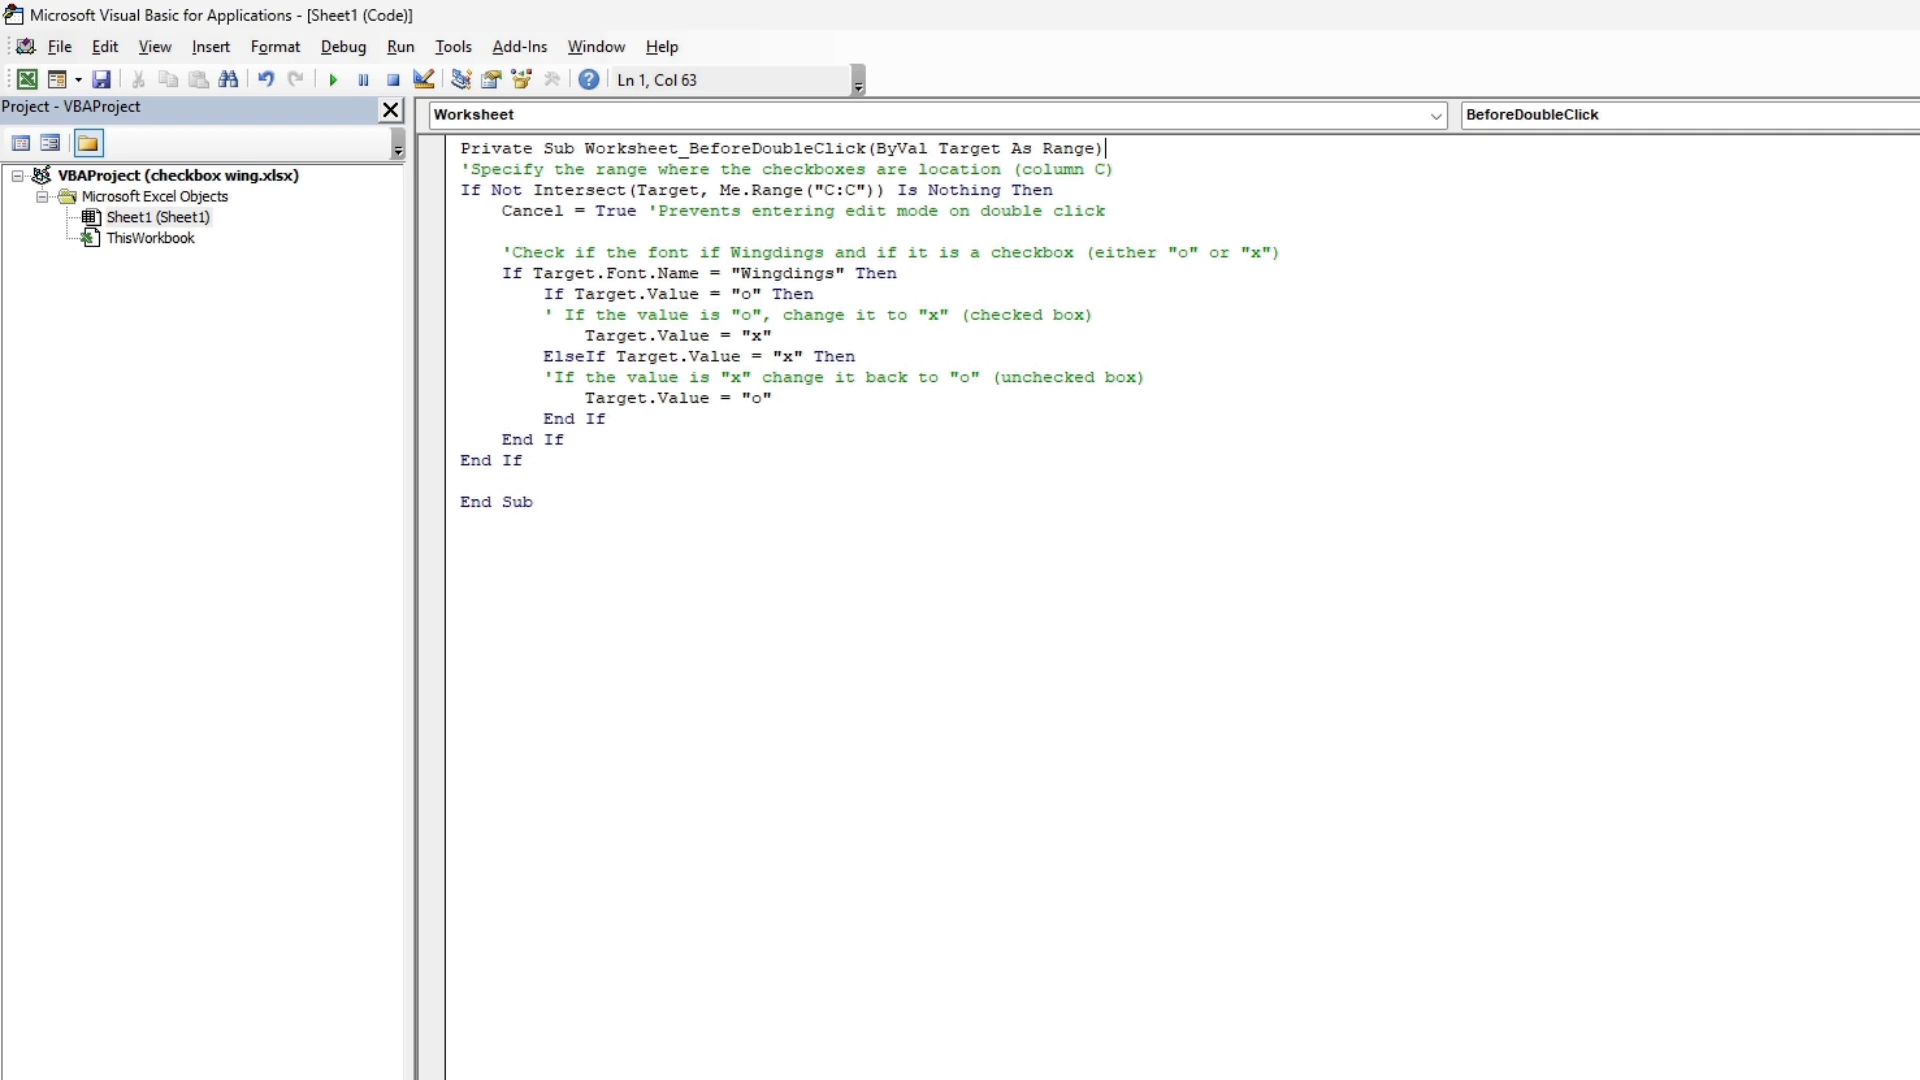 Microsoft Visual Basic for Applications - [Sheet1 (Code)]
File Edit View Insert Format Debug Run Tools Add-Ins Window Help
Ln 1, Col 63
Project - VBAProject
VBAProject (checkbox wing.xlsx)
Microsoft Excel Objects
Sheet1 (Sheet1)
ThisWorkbook
Worksheet
BeforeDoubleClick
Private Sub Worksheet_BeforeDoubleClick(ByVal Target As Range)
'Specify the range where the checkboxes are location (column C)
If Not Intersect(Target, Me.Range("C:C")) Is Nothing Then
    Cancel = True 'Prevents entering edit mode on double click
    'Check if the font if Wingdings and if it is a checkbox (either "o" or "x")
    If Target.Font.Name = "Wingdings" Then
        If Target.Value = "o" Then
        ' If the value is "o", change it to "x" (checked box)
            Target.Value = "x"
        ElseIf Target.Value = "x" Then
        'If the value is "x" change it back to "o" (unchecked box)
            Target.Value = "o"
        End If
    End If
End If
End Sub